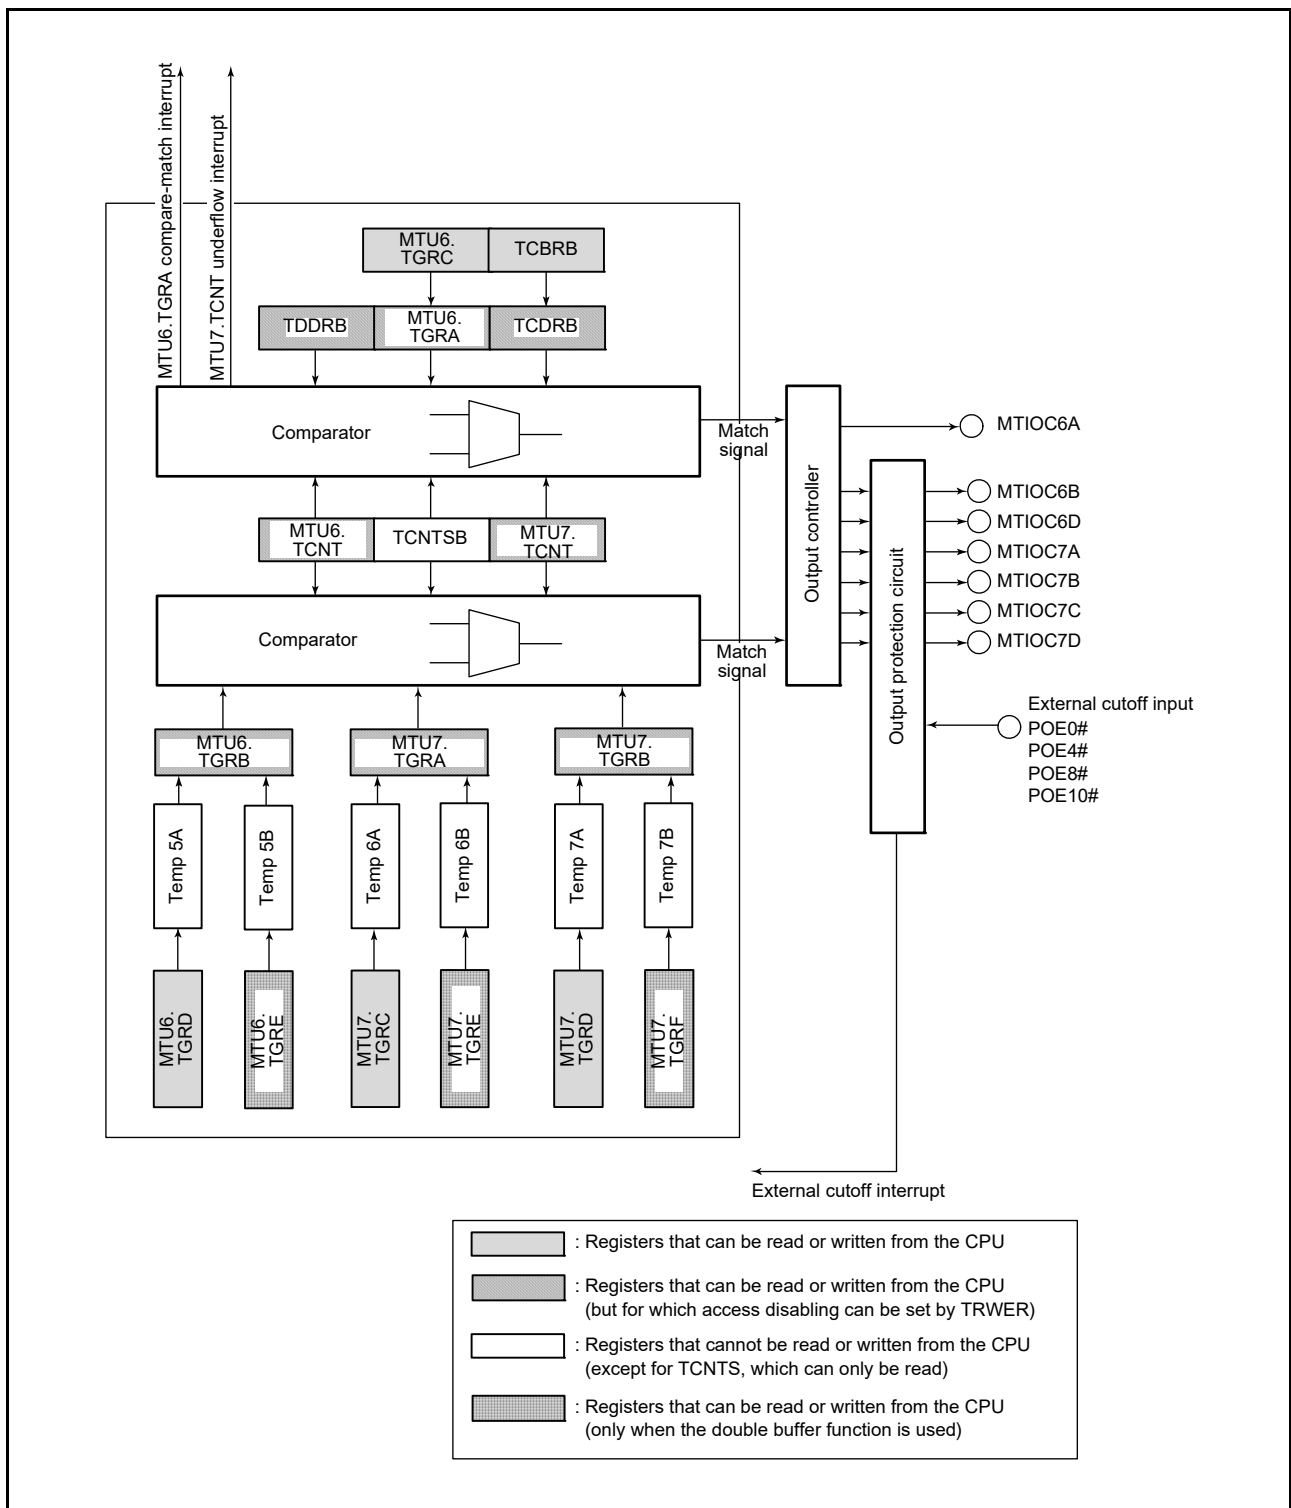 MTU6.TGRA compare-match interrupt
MTU7.TCNT underflow interrupt
MTU6.
TGRC
TCBRB
TDDRB
MTU6.
TGRA
TCDRB
Comparator
Match
signal
MTU6.
TCNT
TCNTSB
MTU7.
TCNT
Comparator
Match
signal
Output controller
Output protection circuit
MTIOC6A
MTIOC6B
MTIOC6D
MTIOC7A
MTIOC7B
MTIOC7C
MTIOC7D
External cutoff input
POE0#
POE4#
POE8#
POE10#
MTU6.
TGRB
MTU7.
TGRA
MTU7.
TGRB
Temp 5A
Temp 5B
Temp 6A
Temp 6B
Temp 7A
Temp 7B
MTU6.
TGRD
MTU6.
TGRE
MTU7.
TGRC
MTU7.
TGRE
MTU7.
TGRD
MTU7.
TGRF
External cutoff interrupt
: Registers that can be read or written from the CPU
: Registers that can be read or written from the CPU
(but for which access disabling can be set by TRWER)
: Registers that cannot be read or written from the CPU
(except for TCNTS, which can only be read)
: Registers that can be read or written from the CPU
(only when the double buffer function is used)